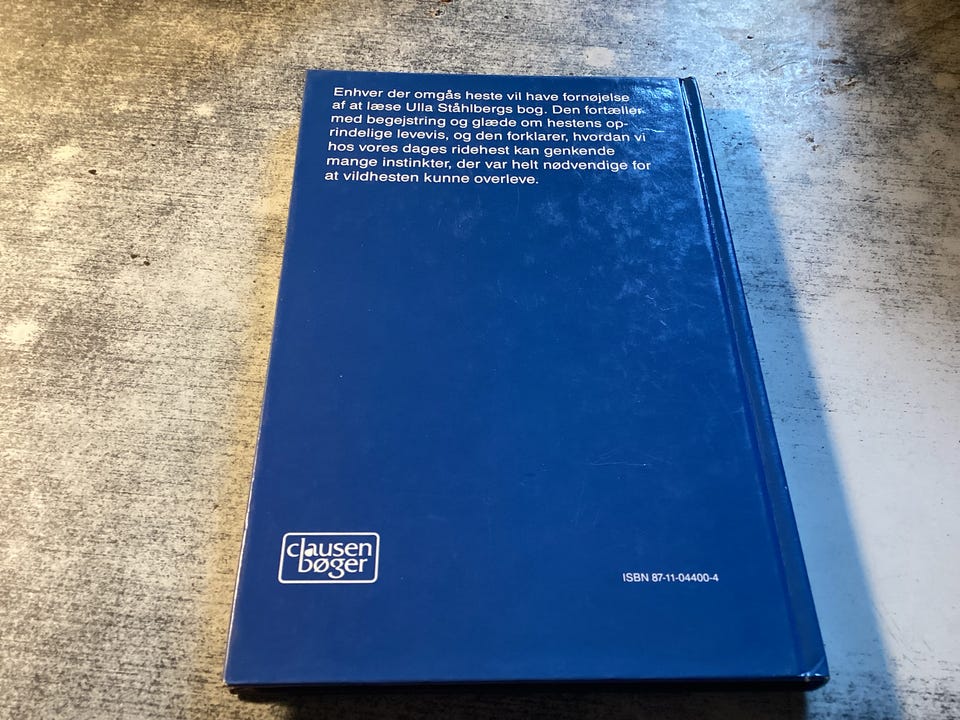 Enhver der omgås heste vil have fornøjelse
af at læse Ulla Ståhlbergs bog. Den fortæller
med begejstring og glæde om hestens op-
rindelige levevis, og den forklarer, hvordan vi
hos vores dages ridehest kan genkende
mange instinkter, der var helt nødvendige for
at vildhesten kunne overleve.
clausen
bøger
ISBN 87-11-04400-4